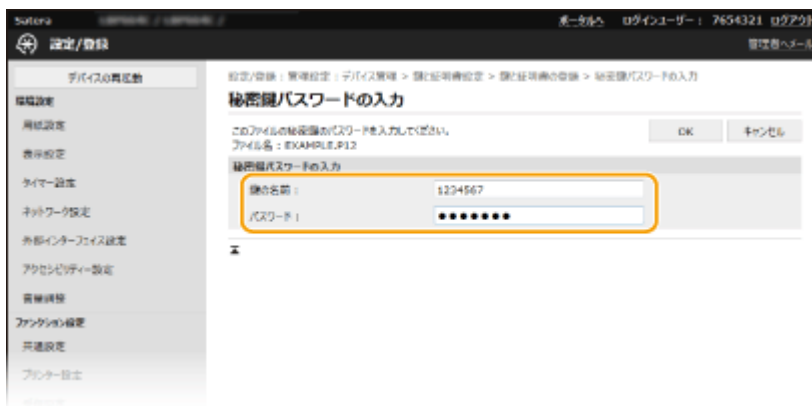 Satera
ポータルへ ログインユーザー： 7654321 ログアウト
設定/登録
管理者へメール
デバイスの再起動
設定/登録 : 管理設定 : デバイス管理 > 鍵と証明書設定 > 鍵と証明書の登録 > 秘密鍵パスワードの入力
環境設定
秘密鍵パスワードの入力
用紙設定
このファイルの秘密鍵のパスワードを入力してください。
ファイル名 : EXAMPLE.P12
OK
キャンセル
表示設定
秘密鍵パスワードの入力
タイマー設定
鍵の名前 : 1234567
ネットワーク設定
パスワード : ●●●●●●●
外部インターフェイス設定
アクセシビリティー設定
音量調整
ファンクション設定
共通設定
プリンター設定